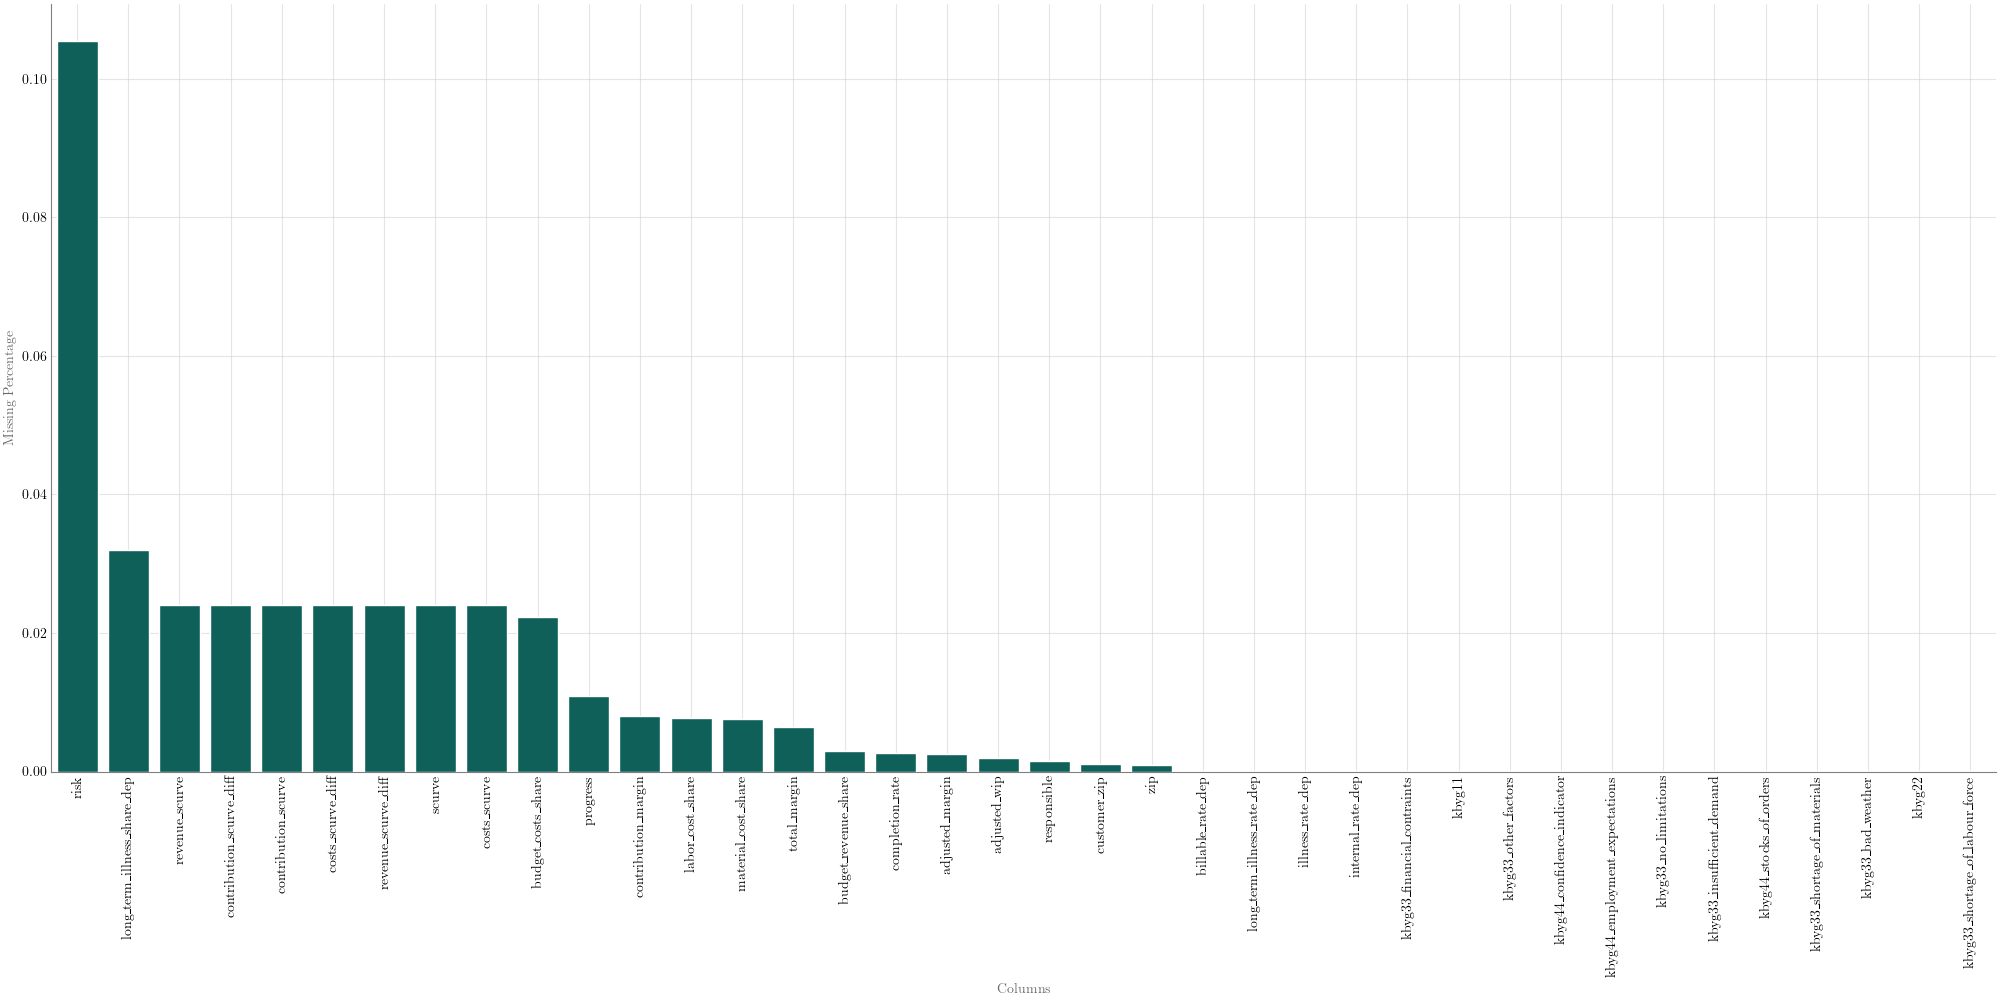 0.10
0.08
0.06
0.04
0.02
0.00
Missing Percentage
risk
long_term_illness_share_dep
revenue_scurve
contribution_scurve_diff
contribution_scurve
costs_scurve_diff
revenue_scurve_diff
scurve
costs_scurve
budget_costs_share
progress
contribution_margin
labor_cost_share
material_cost_share
total_margin
budget_revenue_share
completion_rate
adjusted_margin
adjusted_wip
responsible
customer_zip
zip
billable_rate_dep
long_term_illness_rate_dep
illness_rate_dep
internal_rate_dep
kbyg33_financial_contraints
kbyg11
kbyg33_other_factors
kbyg44_confidence_indicator
kbyg44_employment_expectations
kbyg33_no_limitations
kbyg33_insufficient_demand
kbyg44_stocks_of_orders
kbyg33_shortage_of_materials
kbyg33_bad_weather
kbyg22
kbyg33_shortage_of_labour_force
Columns